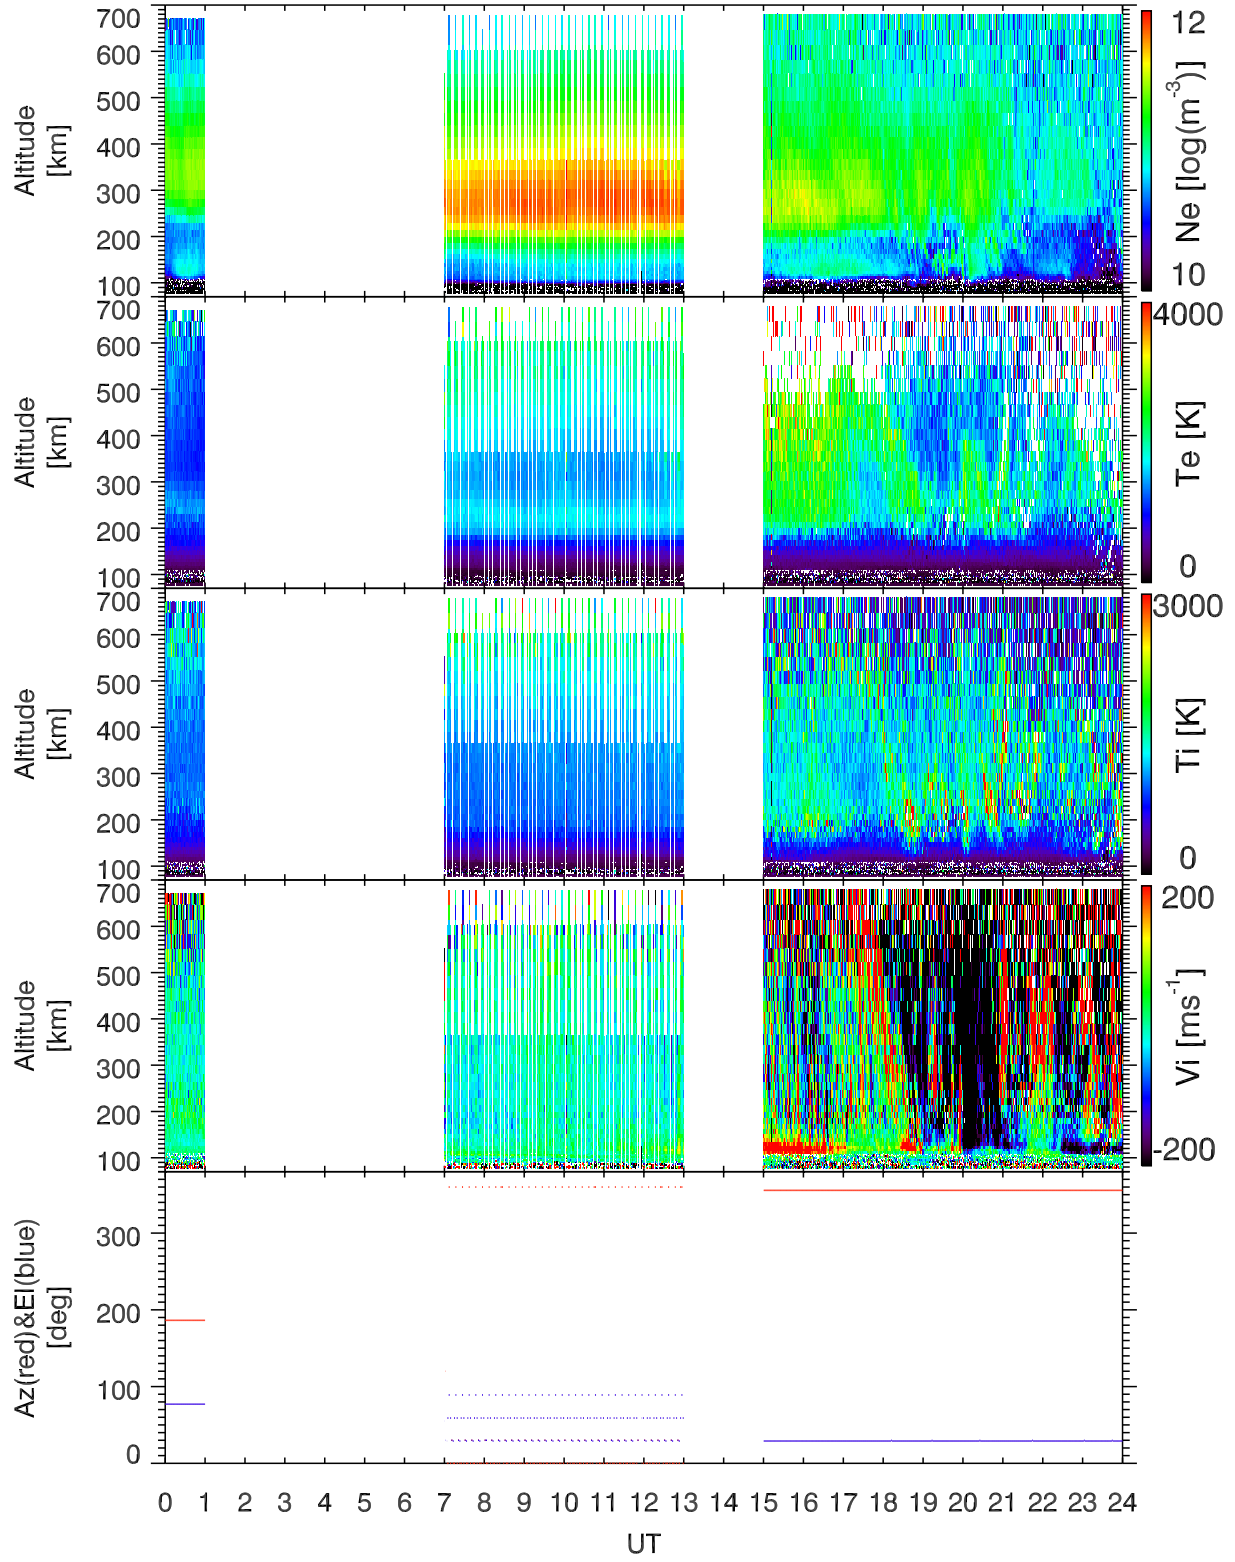 700
600
500
400
300
200
100
Altitude
[km]
12
10
Ne [log(m⁻³)]
700
600
500
400
300
200
100
Altitude
[km]
4000
0
Te [K]
700
600
500
400
300
200
100
Altitude
[km]
3000
0
Ti [K]
700
600
500
400
300
200
100
Altitude
[km]
200
-200
Vi [ms⁻¹]
300
200
100
0
Az(red)&El(blue)
[deg]
0 1 2 3 4 5 6 7 8 9 10 11 12 13 14 15 16 17 18 19 20 21 22 23 24
UT